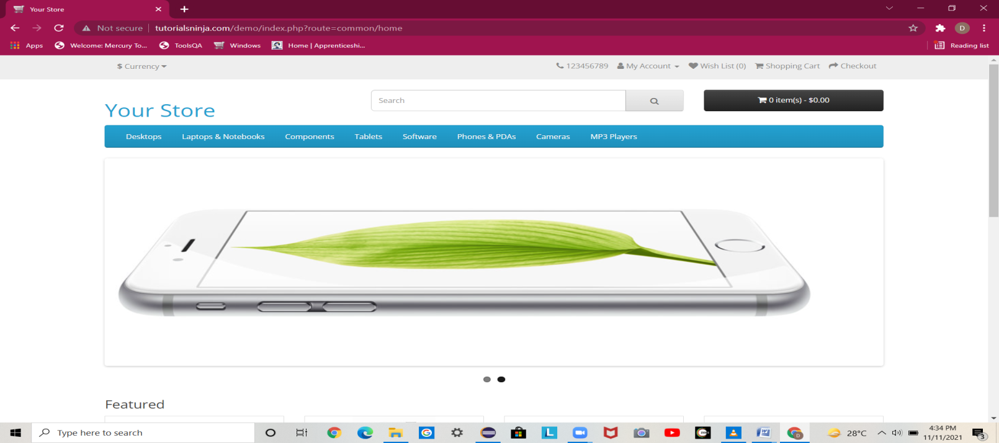 Your Store
Not secure tutorialsninja.com/demo/index.php?route=common/home
D
Apps Welcome: Mercury To... ToolsQA Windows Home | Apprenticeshi... Reading list
$ Currency 123456789 My Account Wish List (0) Shopping Cart Checkout
Your Store
Search
0 item(s) - $0.00
Desktops Laptops & Notebooks Components Tablets Software Phones & PDAs Cameras MP3 Players
Featured
Type here to search
28°C
4:34 PM
11/11/2021
3